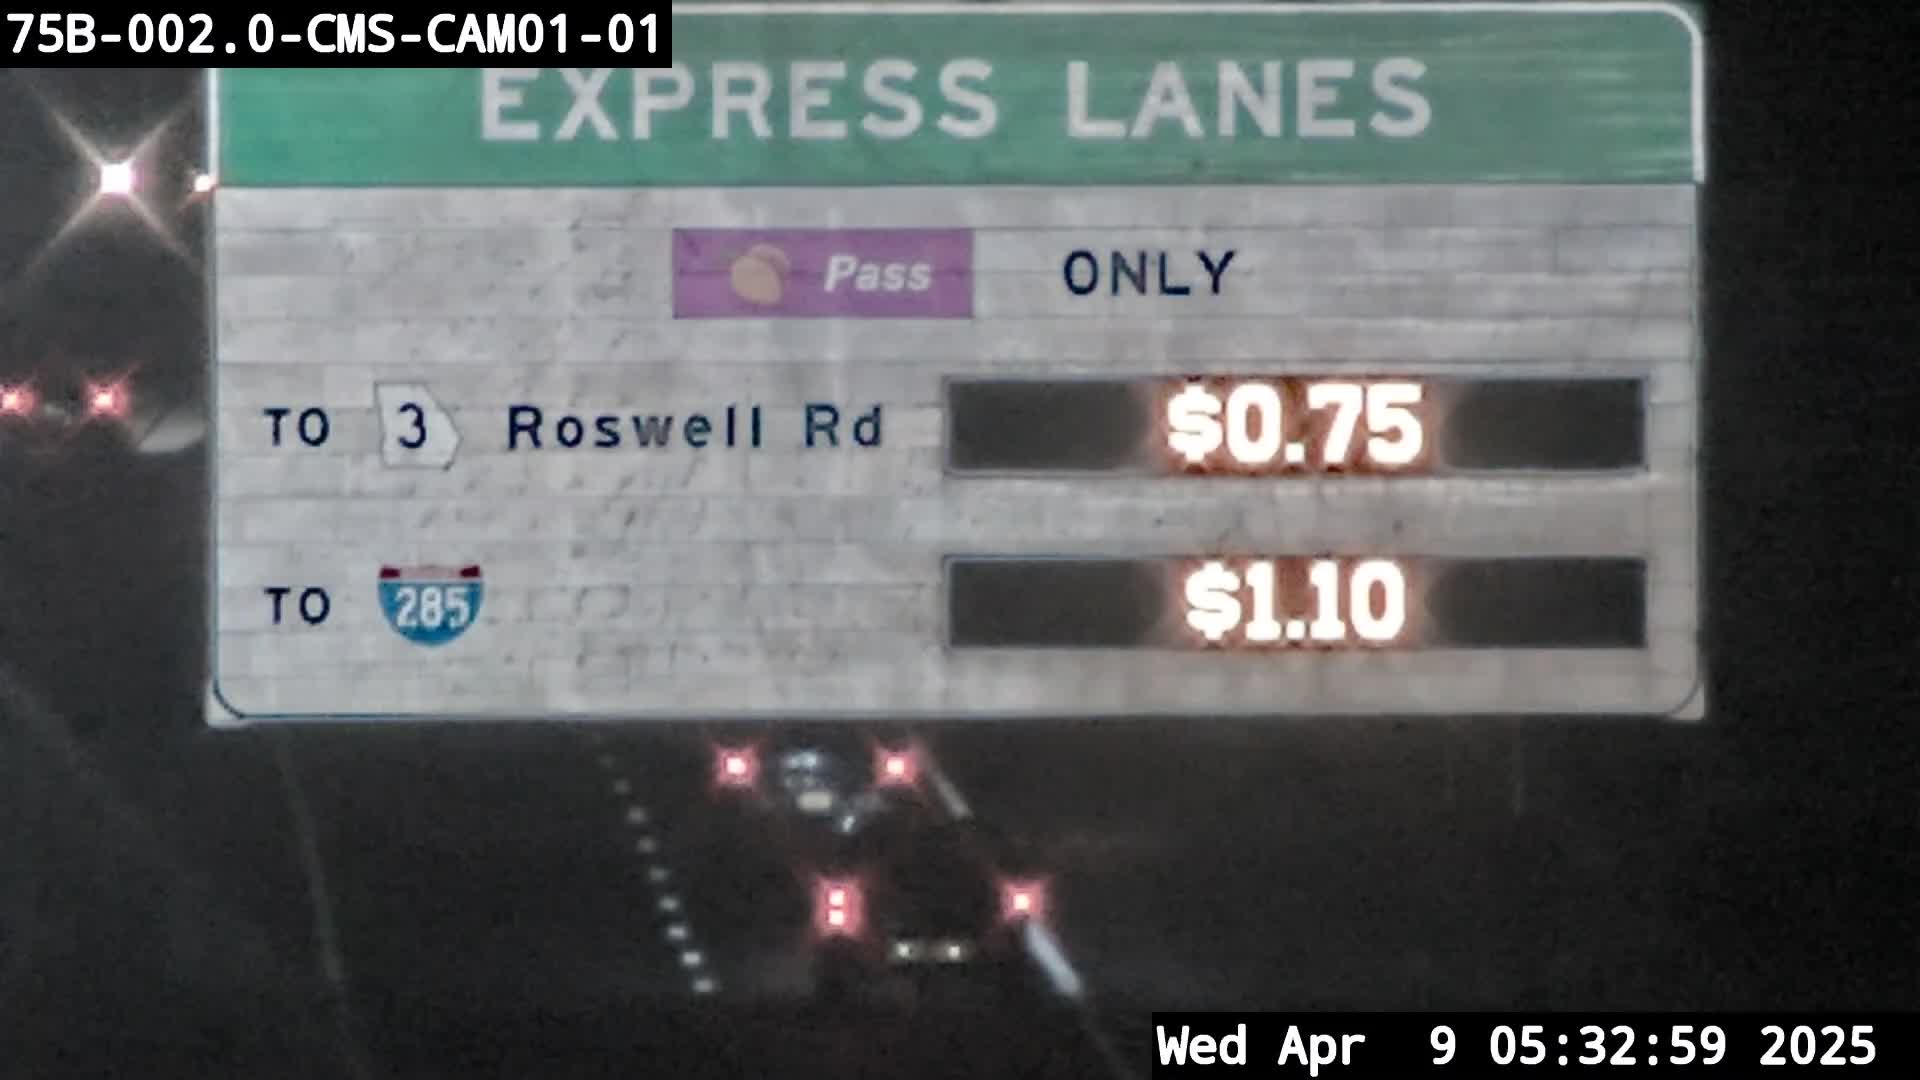 75B-002.0-CMS-CAM01-01
EXPRESS LANES
Pass ONLY
TO 3 Roswell Rd $0.75
TO 285 $1.10
Wed Apr 9 05:32:59 2025